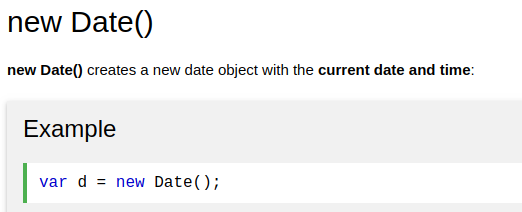 new Date()
new Date() creates a new date object with the current date and time:
Example
var d = new Date();